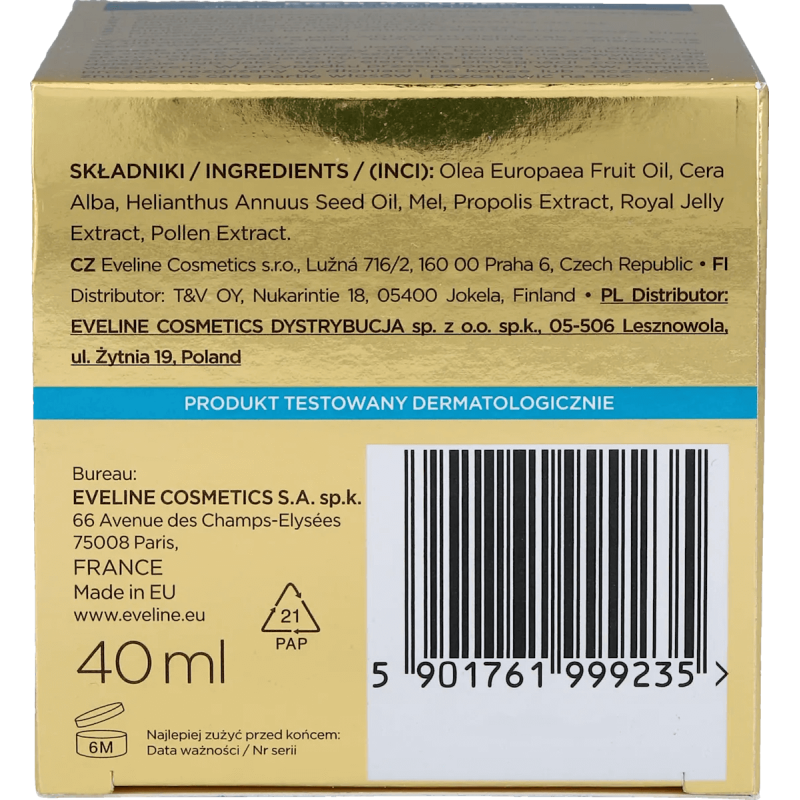 SKŁADNIKI / INGREDIENTS / (INCI): Olea Europaea Fruit Oil, Cera
Alba, Helianthus Annuus Seed Oil, Mel, Propolis Extract, Royal Jelly
Extract, Pollen Extract.
CZ Eveline Cosmetics s.r.o., Lužná 716/2, 160 00 Praha 6, Czech Republic • FI
Distributor: T&V OY, Nukarintie 18, 05400 Jokela, Finland • PL Distributor:
EVELINE COSMETICS DYSTRYBUCJA sp. z o.o. sp.k., 05-506 Lesznowola,
ul. Żytnia 19, Poland
PRODUKT TESTOWANY DERMATOLOGICZNIE
Bureau:
EVELINE COSMETICS S.A. sp.k.
66 Avenue des Champs-Elysées
75008 Paris,
FRANCE
Made in EU
www.eveline.eu
21
PAP
40 ml
5 901761 999235 >
6M
Najlepiej zużyć przed końcem:
Data ważności / Nr serii